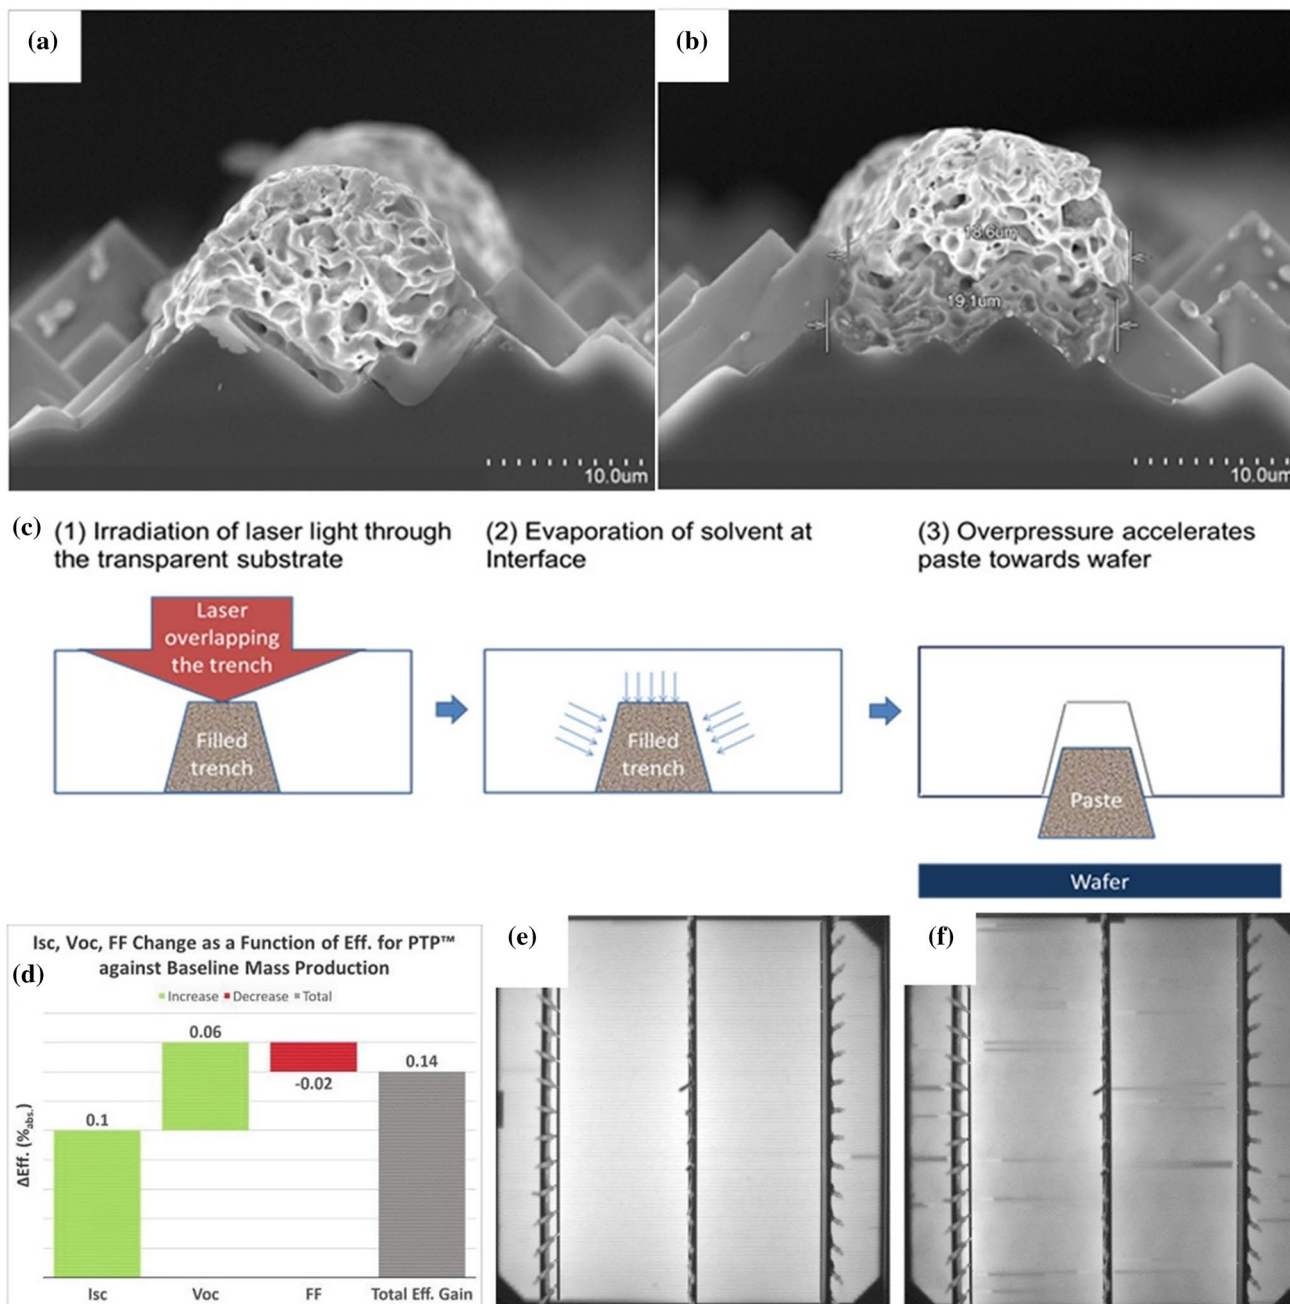 (a)
10.0um
(b)
18.6um
19.1um
10.0um
(c)
(1) Irradiation of laser light through
the transparent substrate
Laser
overlapping
the trench
Filled
trench
(2) Evaporation of solvent at
Interface
Filled
trench
(3) Overpressure accelerates
paste towards wafer
Paste
Wafer
(d)
Isc, Voc, FF Change as a Function of Eff. for PTP™
against Baseline Mass Production
Increase Decrease Total
ΔEff. (%abs.)
0.1
0.06
-0.02
0.14
Isc Voc FF Total Eff. Gain
(e)
(f)